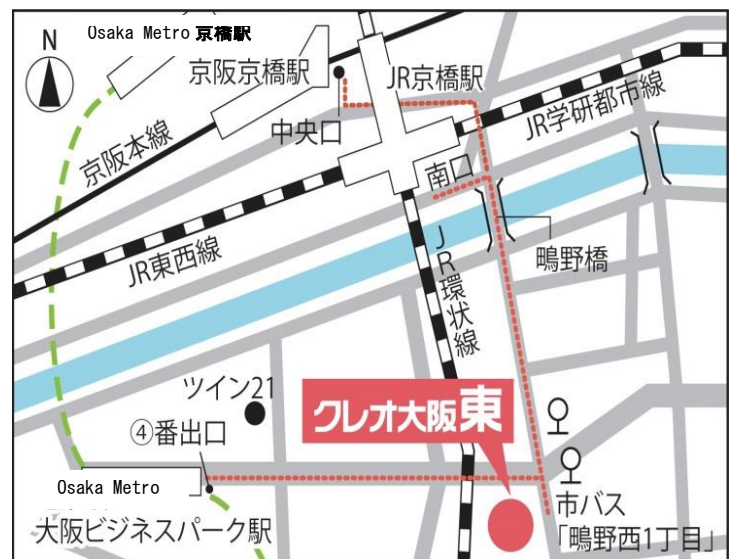 N
Osaka Metro 京橋駅
京阪京橋駅
JR京橋駅
中央口
JR学研都市線
京阪本線
南口
JR東西線
鴫野橋
JR環状線
ツイン21
クレオ大阪東
④番出口
Osaka Metro
大阪ビジネスパーク駅
市バス
「鴫野西1丁目」